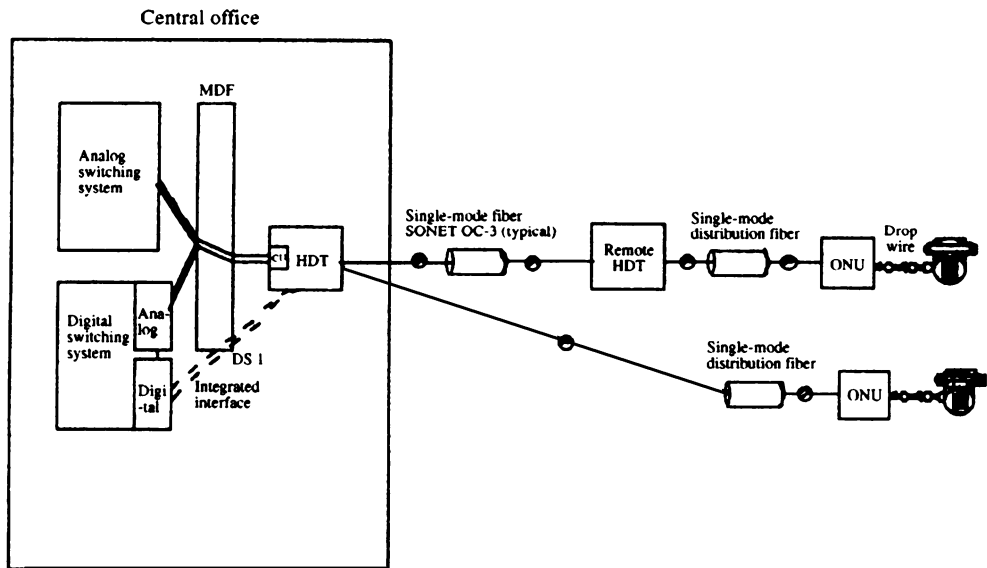 Central office
MDF
Analog
switching
system
HDT
Digital
switching
system
Ana-
log
Digi
-tal
DS 1
Integrated
interface
Single-mode fiber
SONET OC-3 (typical)
Remote
HDT
Single-mode
distribution fiber
ONU
Drop
wire
Single-mode
distribution fiber
ONU